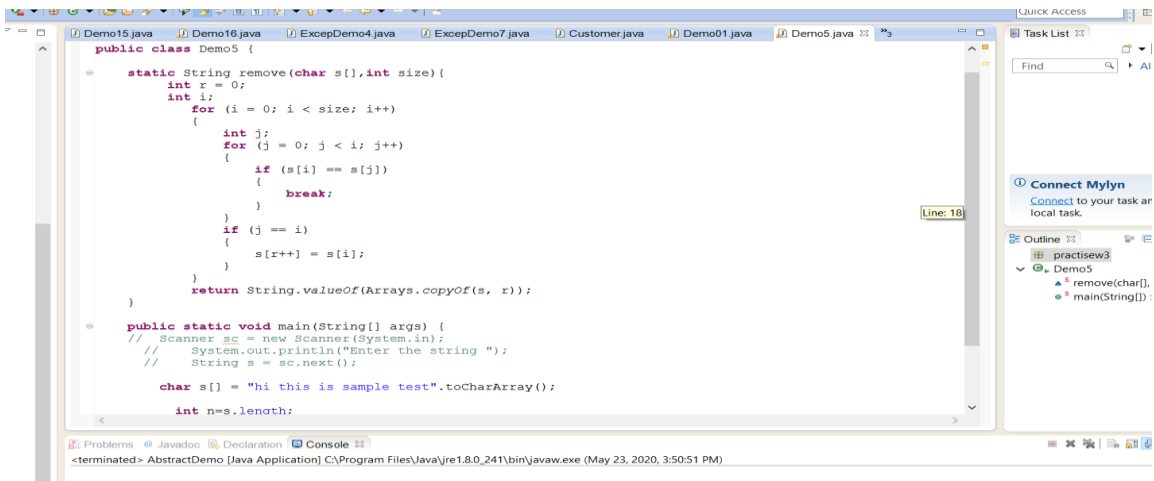 Quick Access
Demo15.java Demo16.java ExcepDemo4.java ExcepDemo7.java Customer.java Demo01.java Demo5.java »3
Task List
public class Demo5 {
static String remove(char s[],int size){
int r = 0;
int i;
for (i = 0; i < size; i++)
{
int j;
for (j = 0; j < i; j++)
{
if (s[i] == s[j])
{
break;
}
}
if (j == i)
{
s[r++] = s[i];
}
}
return String.valueOf(Arrays.copyOf(s, r));
}
public static void main(String[] args) {
// Scanner sc = new Scanner(System.in);
// System.out.println("Enter the string ");
// String s = sc.next();
char s[] = "hi this is sample test".toCharArray();
int n=s.length;
Line: 18
Find Al
Connect Mylyn
Connect to your task an
local task.
Outline
practisew3
Demo5
remove(char[],
main(String[]) :
Problems Javadoc Declaration Console
<terminated> AbstractDemo [Java Application] C:\Program Files\Java\jre1.8.0_241\bin\javaw.exe (May 23, 2020, 3:50:51 PM)